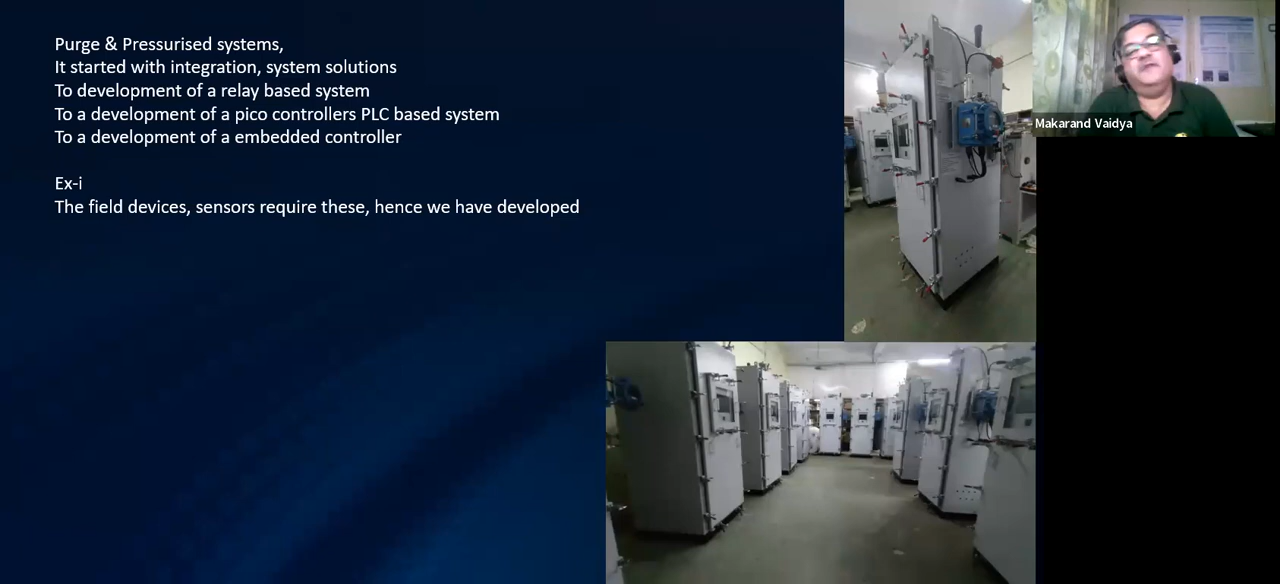 Purge & Pressurised systems,
It started with integration, system solutions
To development of a relay based system
To a development of a pico controllers PLC based system
To a development of a embedded controller
Ex-i
The field devices, sensors require these, hence we have developed
Makarand Vaidya